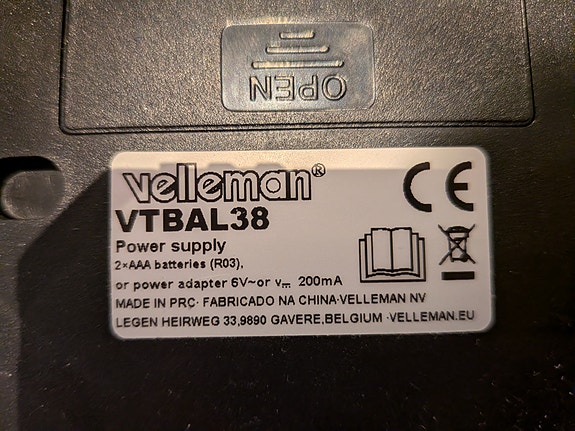 OPEN
velleman®
CE
VTBAL38
Power supply
2×AAA batteries (R03),
or power adapter 6V~or v⎓ 200mA
MADE IN PRC· FABRICADO NA CHINA·VELLEMAN NV
LEGEN HEIRWEG 33,9890 GAVERE,BELGIUM ·VELLEMAN.EU